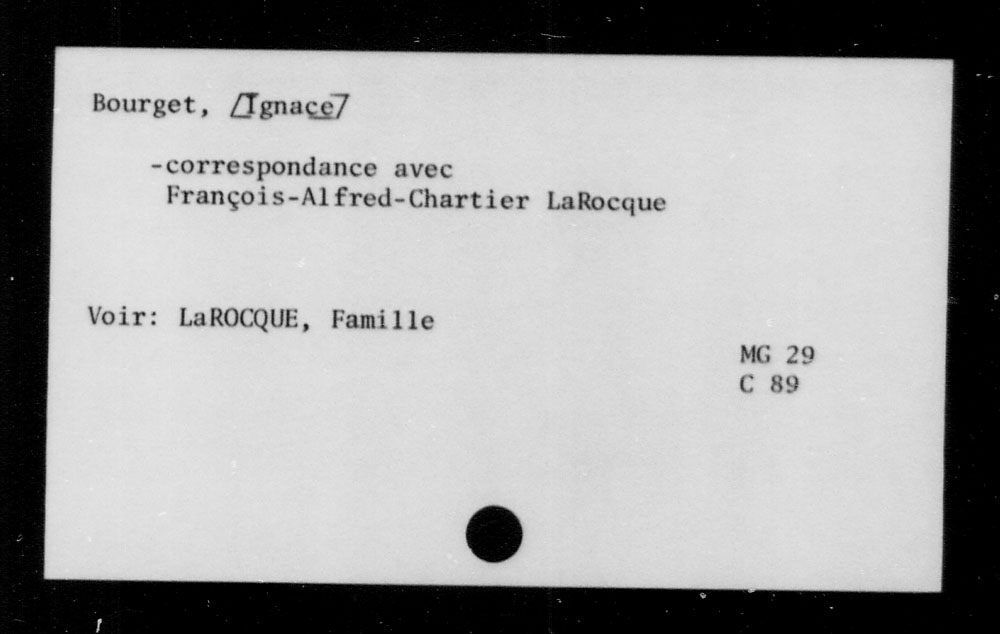 Bourget, [Ignace]
-correspondance avec
François-Alfred-Chartier LaRocque
Voir: LaROCQUE, Famille
MG 29
C 89